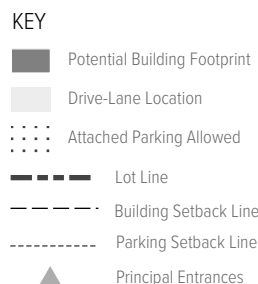 KEY
Potential Building Footprint
Drive-Lane Location
Attached Parking Allowed
Lot Line
Building Setback Line
Parking Setback Line
Principal Entrances